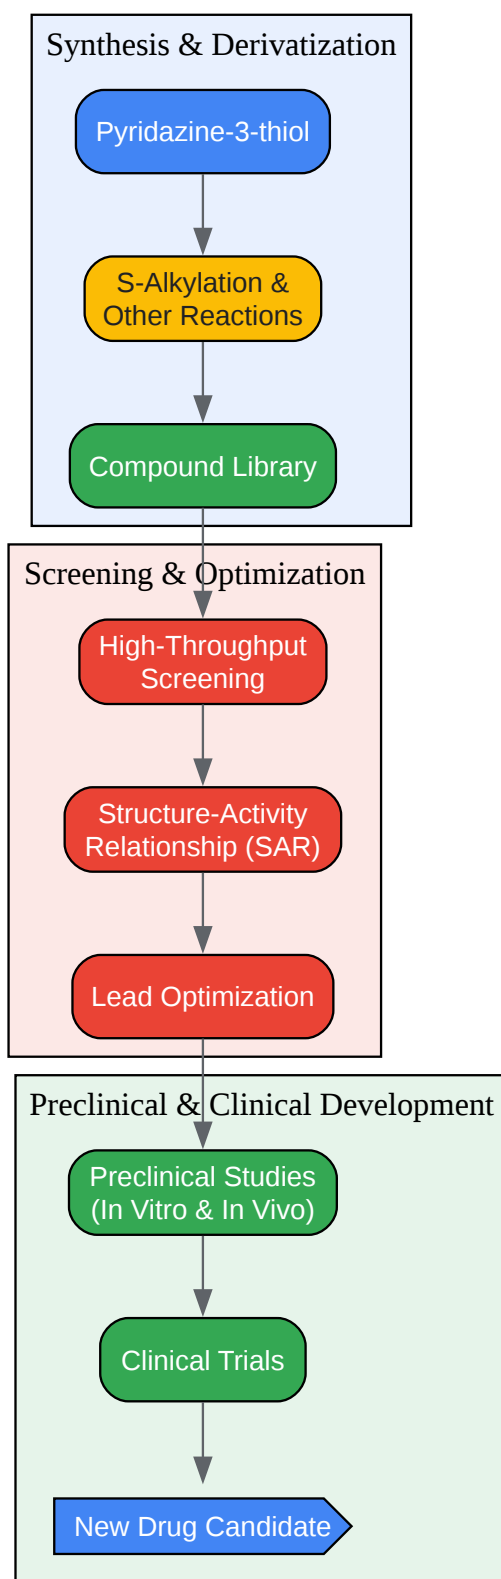 Synthesis & Derivatization
Pyridazine-3-thiol
S-Alkylation &
Other Reactions
Compound Library
Screening & Optimization
High-Throughput
Screening
Structure-Activity
Relationship (SAR)
Lead Optimization
Preclinical & Clinical Development
Preclinical Studies
(In Vitro & In Vivo)
Clinical Trials
New Drug Candidate